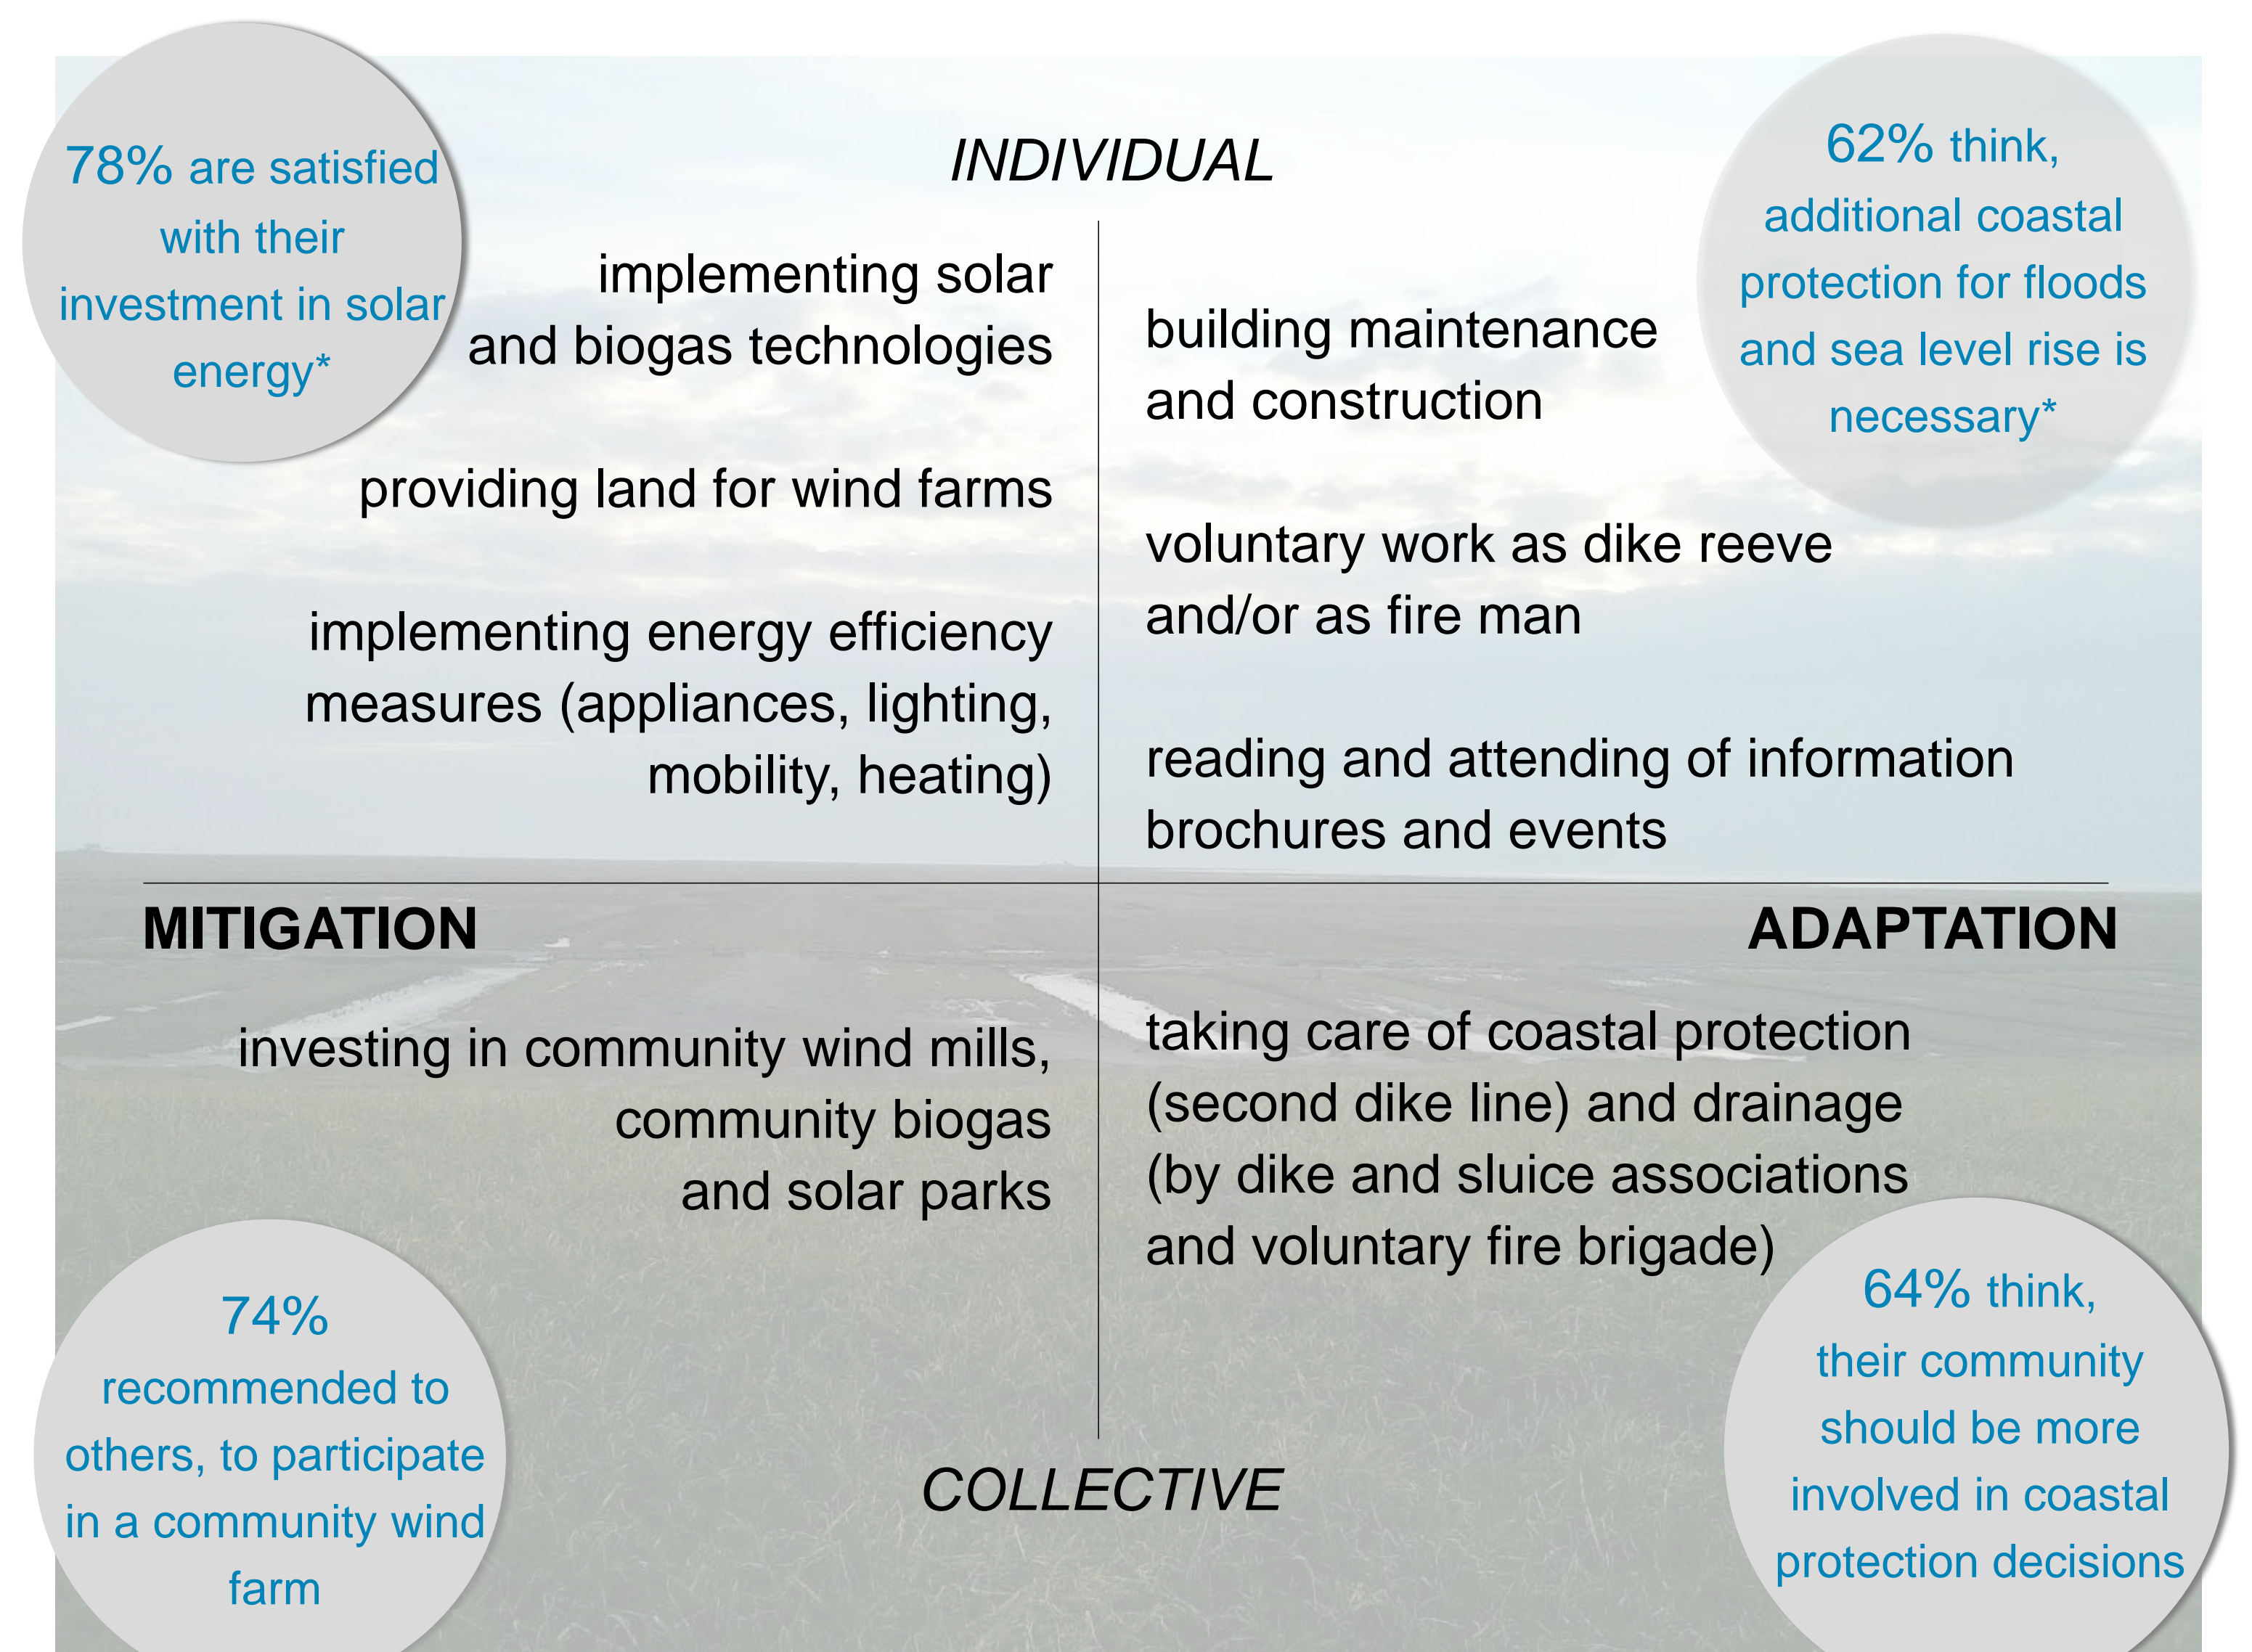 78% are satisfied
with their
investment in solar
energy*
INDIVIDUAL
62% think,
additional coastal
protection for floods
and sea level rise is
necessary*
implementing solar
and biogas technologies
providing land for wind farms
implementing energy efficiency
measures (appliances, lighting,
mobility, heating)
building maintenance
and construction
voluntary work as dike reeve
and/or as fire man
reading and attending of information
brochures and events
MITIGATION
ADAPTATION
investing in community wind mills,
community biogas
and solar parks
taking care of coastal protection
(second dike line) and drainage
(by dike and sluice associations
and voluntary fire brigade)
74%
recommended to
others, to participate
in a community wind
farm
COLLECTIVE
64% think,
their community
should be more
involved in coastal
protection decisions